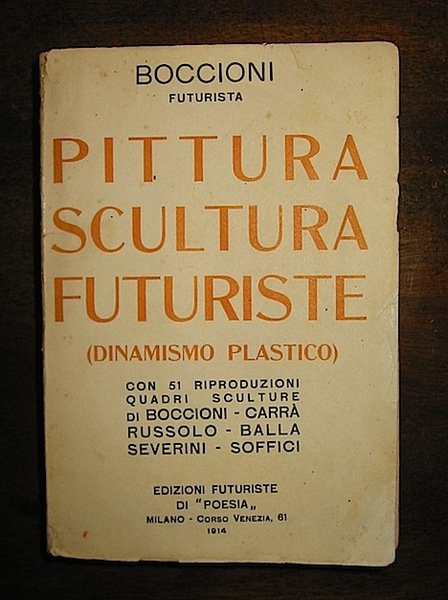 BOCCIONI
FUTURISTA
PITTURA
SCULTURA
FUTURISTE
(DINAMISMO PLASTICO)
CON 51 RIPRODUZIONI
QUADRI SCULTURE
DI BOCCIONI - CARRÀ
RUSSOLO - BALLA
SEVERINI - SOFFICI
EDIZIONI FUTURISTE
DI "POESIA„
MILANO - CORSO VENEZIA, 61
1914